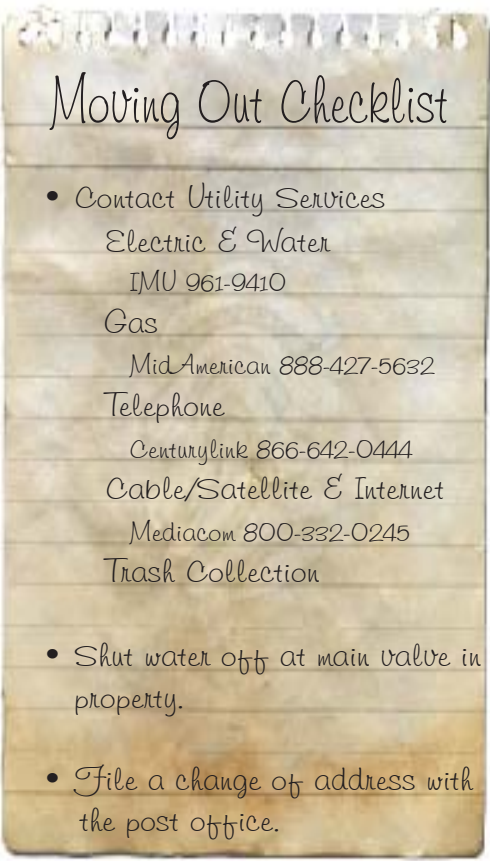 Moving Out Checklist
• Contact Utility Services
Electric & Water
IMU 961-9410
Gas
MidAmerican 888-427-5632
Telephone
Centurylink 866-642-0444
Cable/Satellite & Internet
Mediacom 800-332-0245
Trash Collection
• Shut water off at main valve in
property.
• File a change of address with
the post office.